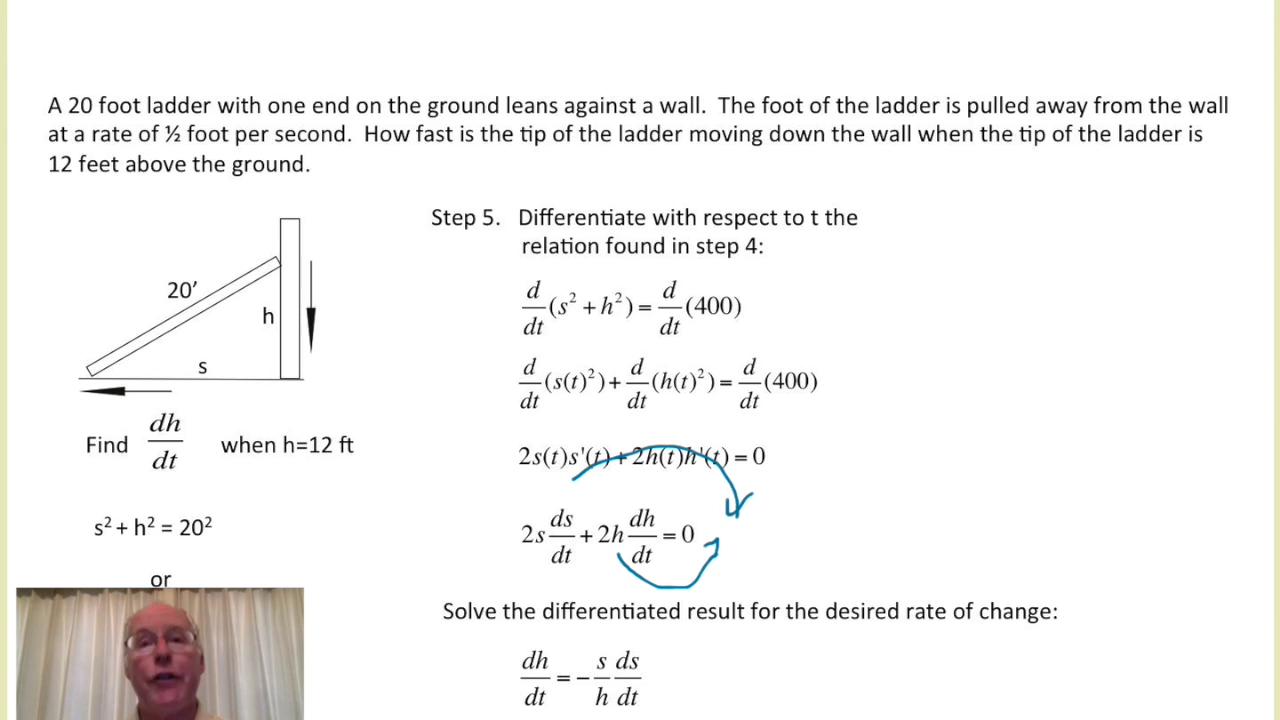 A 20 foot ladder with one end on the ground leans against a wall. The foot of the ladder is pulled away from the wall
at a rate of ½ foot per second. How fast is the tip of the ladder moving down the wall when the tip of the ladder is
12 feet above the ground.
20’
h
s
Find dh/dt when h=12 ft
s² + h² = 20²
or
Step 5. Differentiate with respect to t the
relation found in step 4:
d/dt (s² + h²) = d/dt (400)
d/dt (s(t)²) + d/dt (h(t)²) = d/dt (400)
2s(t)s'(t) + 2h(t)h'(t) = 0
2s ds/dt + 2h dh/dt = 0
Solve the differentiated result for the desired rate of change:
dh/dt = − s/h ds/dt